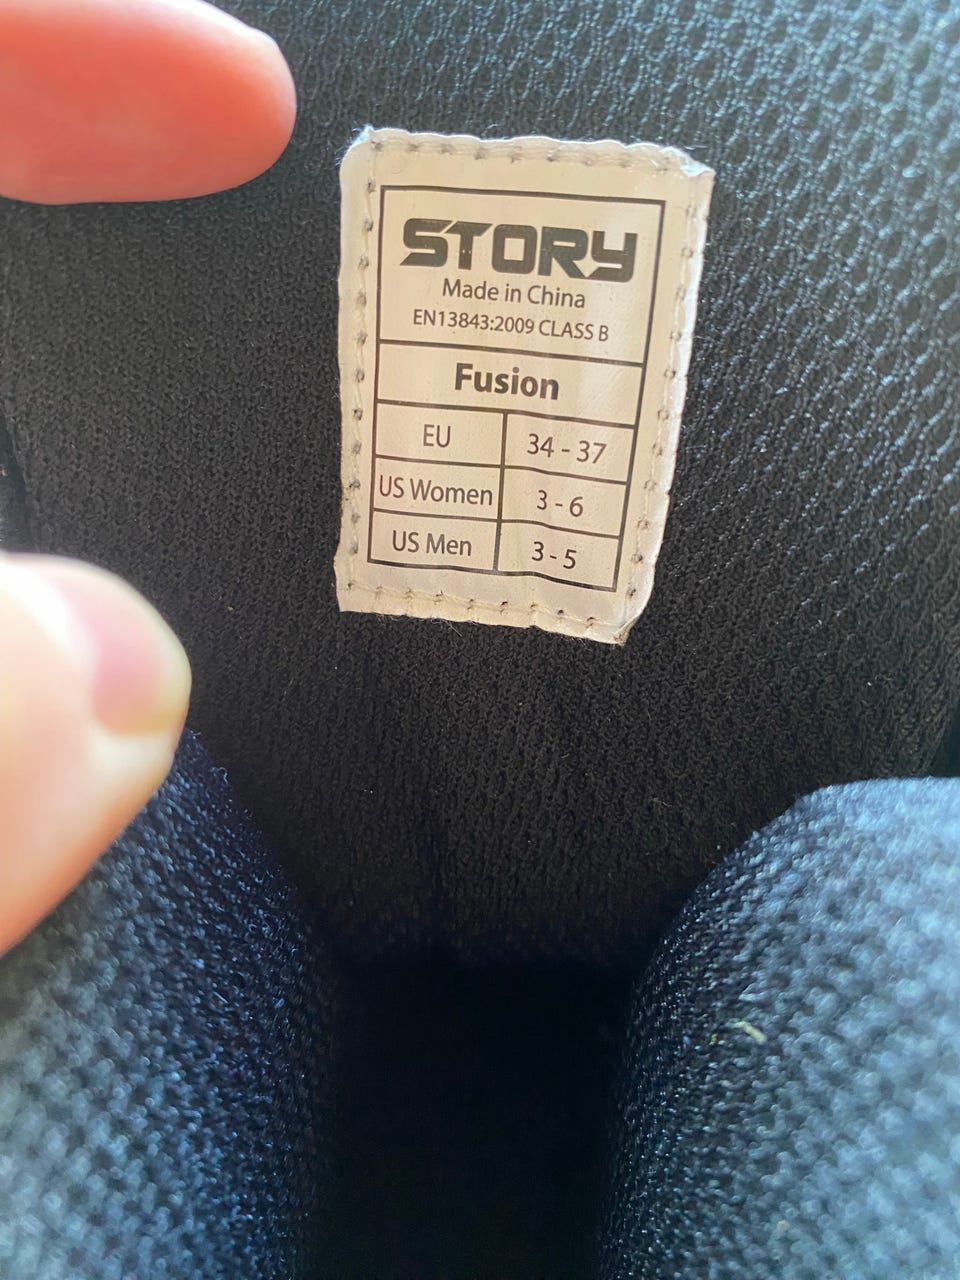 STORY
Made in China
EN13843:2009 CLASS B
Fusion
EU 34 - 37
US Women 3 - 6
US Men 3 - 5